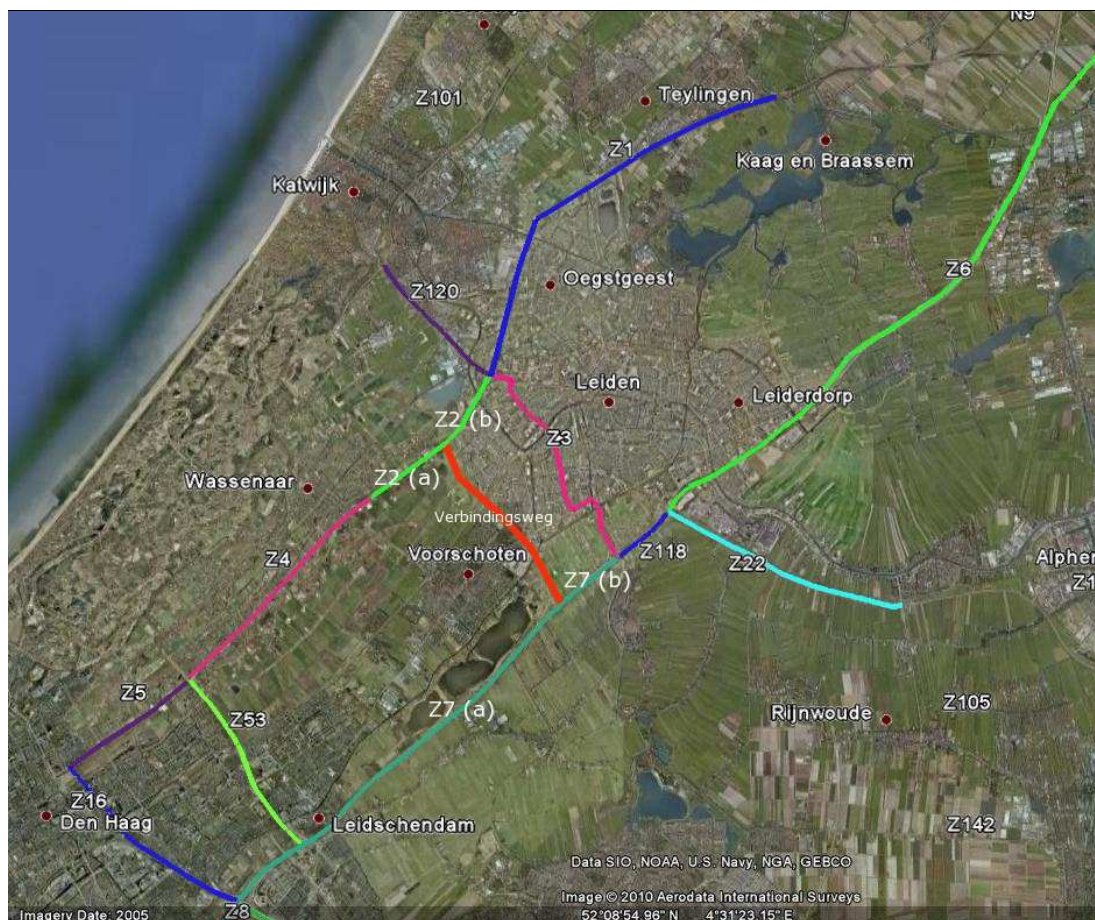 N9
Z101
Teylingen
Z1
Kaag en Braassem
Katwijk
Z6
Z120
Oegstgeest
Leiden
Leiderdorp
Z2 (b)
Z3
Z2 (a)
Wassenaar
Verbindingsweg
Voorschoten
Z118
Alphen
Z4
Z22
Z7 (b)
Z1
Z5
Z53
Z7 (a)
Z105
Rijnwoude
Z16
Den Haag
Leidschendam
Z142
Data SIO, NOAA, U.S. Navy, NGA, GEBCO
Image © 2010 Aerodata International Surveys
Z8
Imagery Date: 2005
52°08'54.96" N 4°31'23.15" E